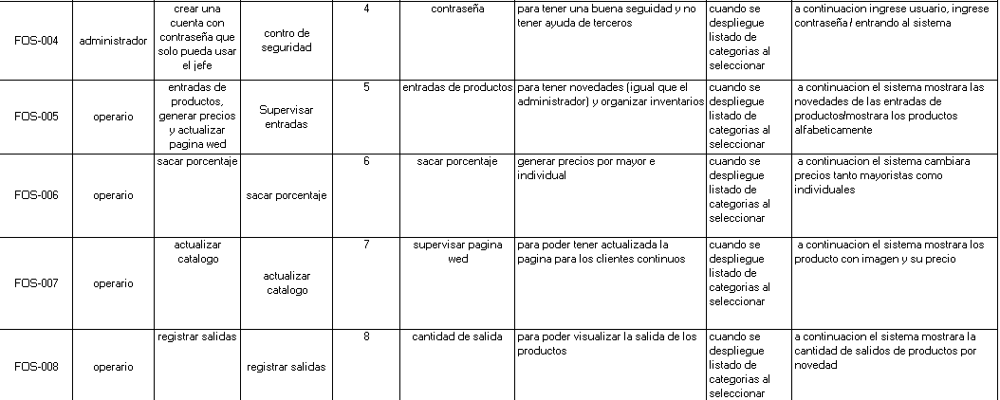 FOS-004
administrador
crear una
cuenta con
contraseña que
solo pueda usar
el jefe
contro de
seguridad
4
contraseña
para tener una buena seguidad y no
tener ayuda de terceros
cuando se
despliegue
listado de
categorias al
seleccionar
a continuacion ingrese usuario, ingrese
contraseña/ entrando al sistema
FOS-005
operario
entradas de
productos,
generar precios
y actualizar
pagina wed
Supervisar
entradas
5
entradas de productos
para tener novedades (igual que el
administrador) y organizar inventarios
cuando se
despliegue
listado de
categorias al
seleccionar
a continuacion el sistema mostrara las
novedades de las entradas de
productos/mostrara los productos
alfabeticamente
FOS-006
operario
sacar porcentaje
sacar porcentaje
6
sacar porcentaje
generar precios por mayor e
individual
cuando se
despliegue
listado de
categorias al
seleccionar
a continuacion el sistema cambiara
precios tanto mayoristas como
individuales
FOS-007
operario
actualizar
catalogo
actualizar
catalogo
7
supervisar pagina
wed
para poder tener actualizada la
pagina para los clientes continuos
cuando se
despliegue
listado de
categorias al
seleccionar
a continuacion el sistema mostrara los
producto con imagen y su precio
FOS-008
operario
registrar salidas
registrar salidas
8
cantidad de salida
para poder visualizar la salida de los
productos
cuando se
despliegue
listado de
categorias al
seleccionar
a continuacion el sistema mostrara la
cantidad de salidos de productos por
novedad